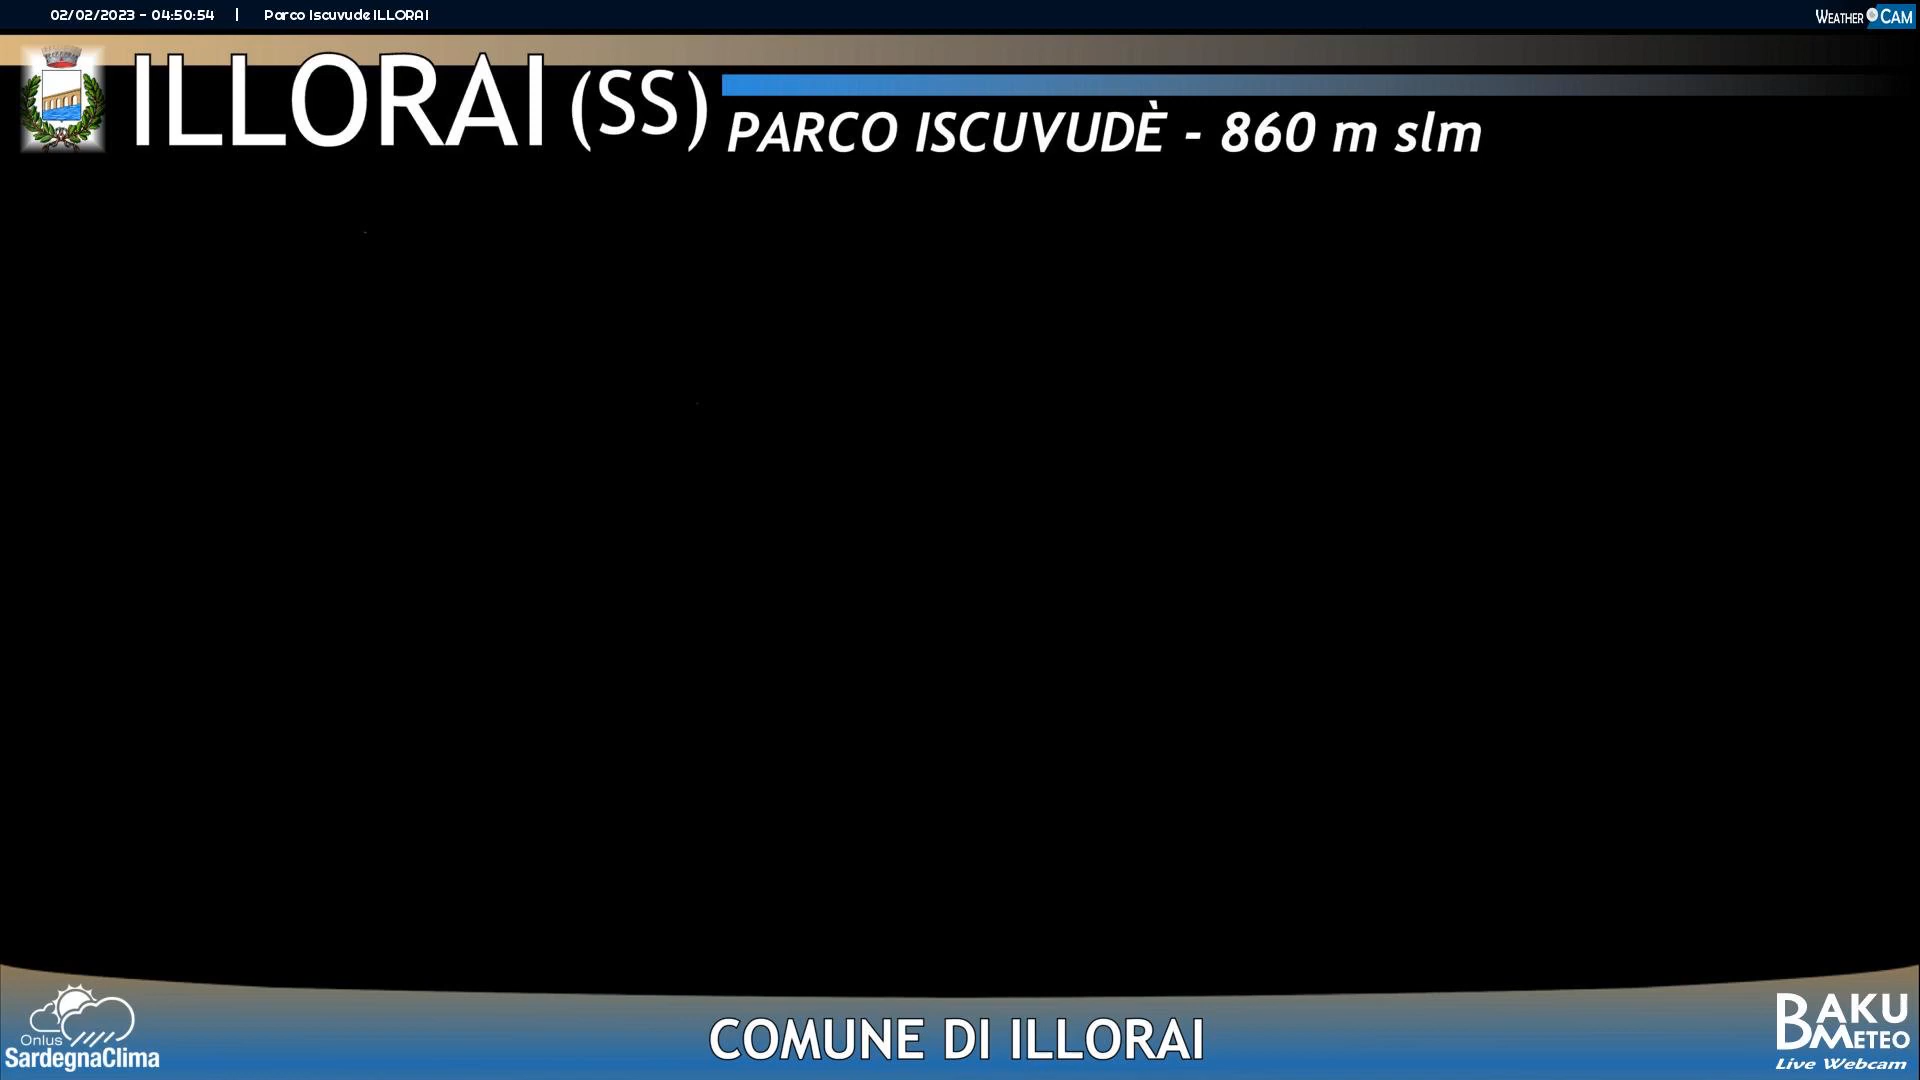 02/02/2023 - 04:50:54 | Parco Iscuvude ILLORAI
WEATHER CAM
ILLORAI (SS)
PARCO ISCUVUDÈ - 860 m slm
Onlus
SardegnaClima
COMUNE DI ILLORAI
BAKU
METEO
Live Webcam